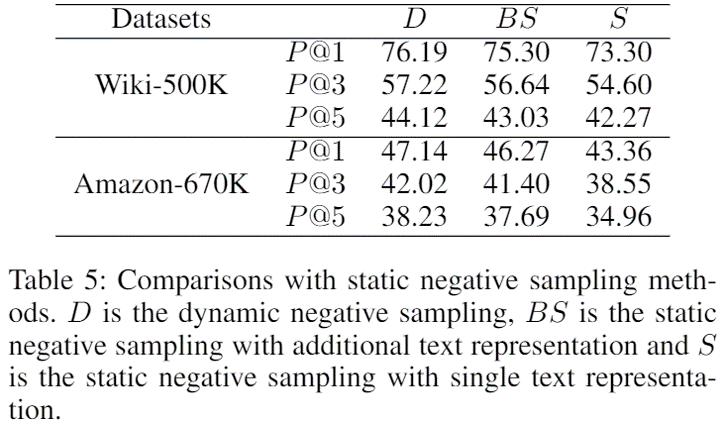 Datasets D BS S
P@1 76.19 75.30 73.30
Wiki-500K P@3 57.22 56.64 54.60
P@5 44.12 43.03 42.27
P@1 47.14 46.27 43.36
Amazon-670K P@3 42.02 41.40 38.55
P@5 38.23 37.69 34.96
Table 5: Comparisons with static negative sampling meth-
ods. D is the dynamic negative sampling, BS is the static
negative sampling with additional text representation and S
is the static negative sampling with single text representa-
tion.